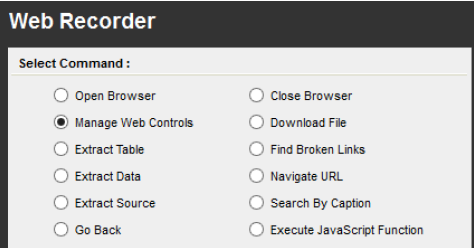 Web Recorder
Select Command :
Open Browser
Close Browser
Manage Web Controls
Download File
Extract Table
Find Broken Links
Extract Data
Navigate URL
Extract Source
Search By Caption
Go Back
Execute JavaScript Function